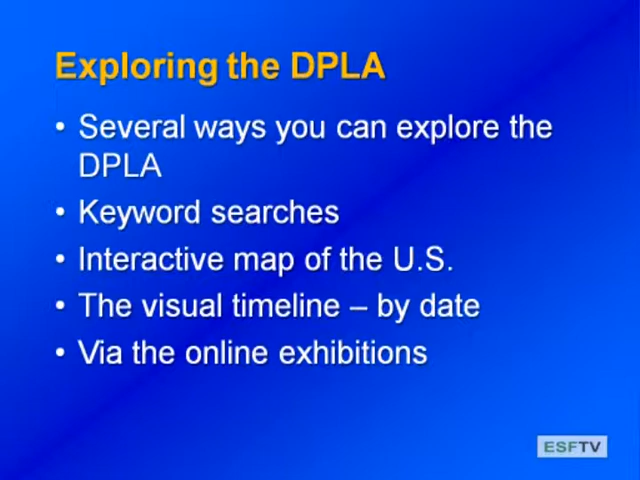 Exploring the DPLA
• Several ways you can explore the
DPLA
• Keyword searches
• Interactive map of the U.S.
• The visual timeline – by date
• Via the online exhibitions
ESFTV